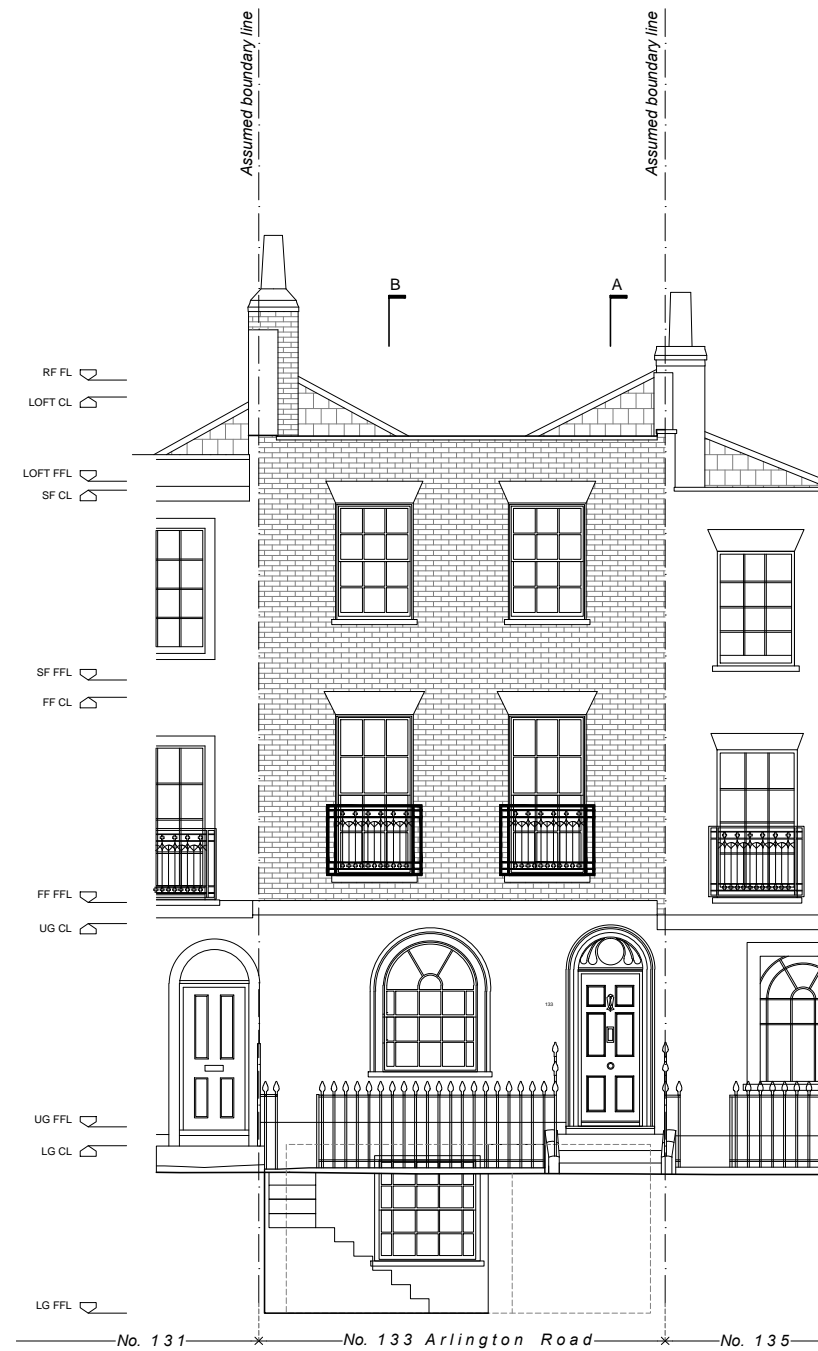 Assumed boundary line
Assumed boundary line
B
A
RF FL
LOFT CL
LOFT FFL
SF CL
SF FFL
FF CL
FF FFL
UG CL
133
UG FFL
LG CL
LG FFL
No. 131
No. 133 Arlington Road
No. 135